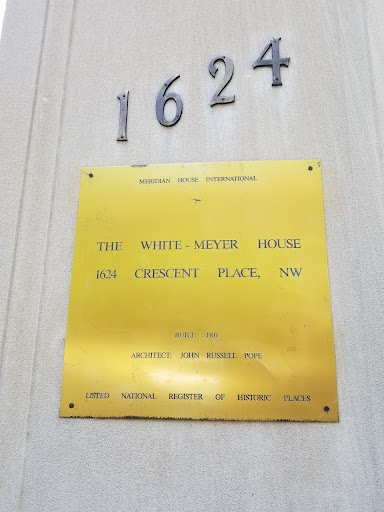 1624
MERIDIAN HOUSE INTERNATIONAL
THE WHITE-MEYER HOUSE
1624 CRESCENT PLACE, NW
BUILT: 1910
ARCHITECT: JOHN RUSSELL POPE
LISTED NATIONAL REGISTER OF HISTORIC PLACES